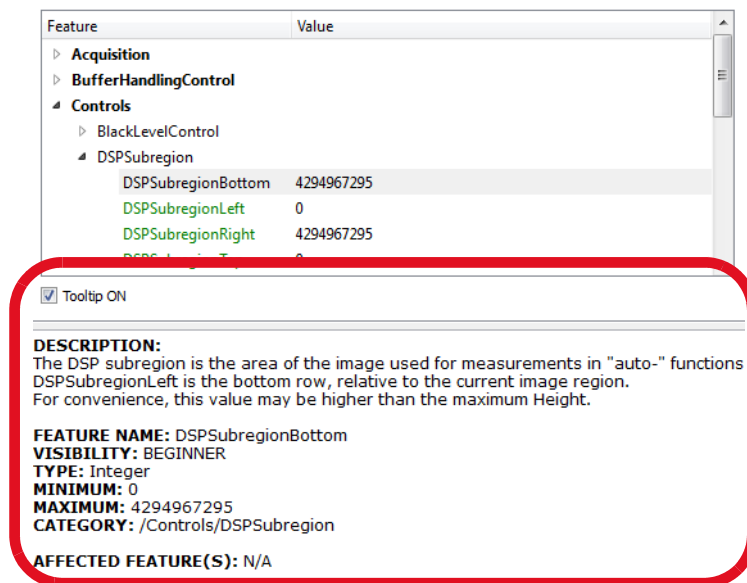 Feature Value
Acquisition
BufferHandlingControl
Controls
BlackLevelControl
DSPSubregion
DSPSubregionBottom 4294967295
DSPSubregionLeft 0
DSPSubregionRight 4294967295
Tooltip ON
DESCRIPTION:
The DSP subregion is the area of the image used for measurements in "auto-" functions
DSPSubregionLeft is the bottom row, relative to the current image region.
For convenience, this value may be higher than the maximum Height.
FEATURE NAME: DSPSubregionBottom
VISIBILITY: BEGINNER
TYPE: Integer
MINIMUM: 0
MAXIMUM: 4294967295
CATEGORY: /Controls/DSPSubregion
AFFECTED FEATURE(S): N/A